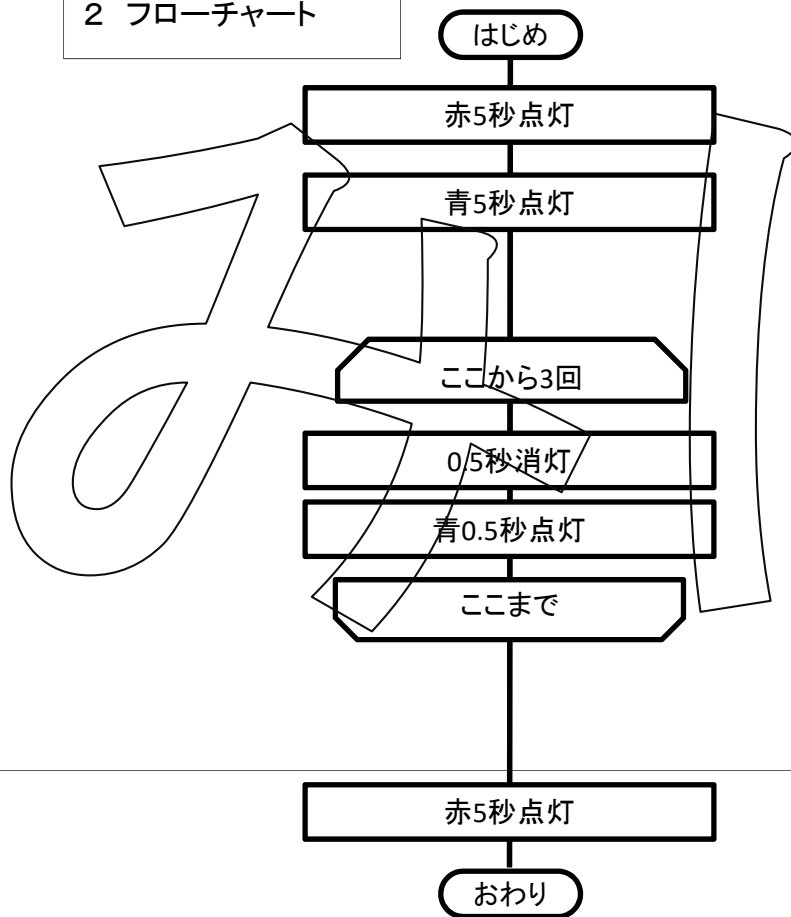 2 フローチャート
はじめ
赤5秒点灯
青5秒点灯
ここから3回
0.5秒消灯
青0.5秒点灯
ここまで
赤5秒点灯
おわり